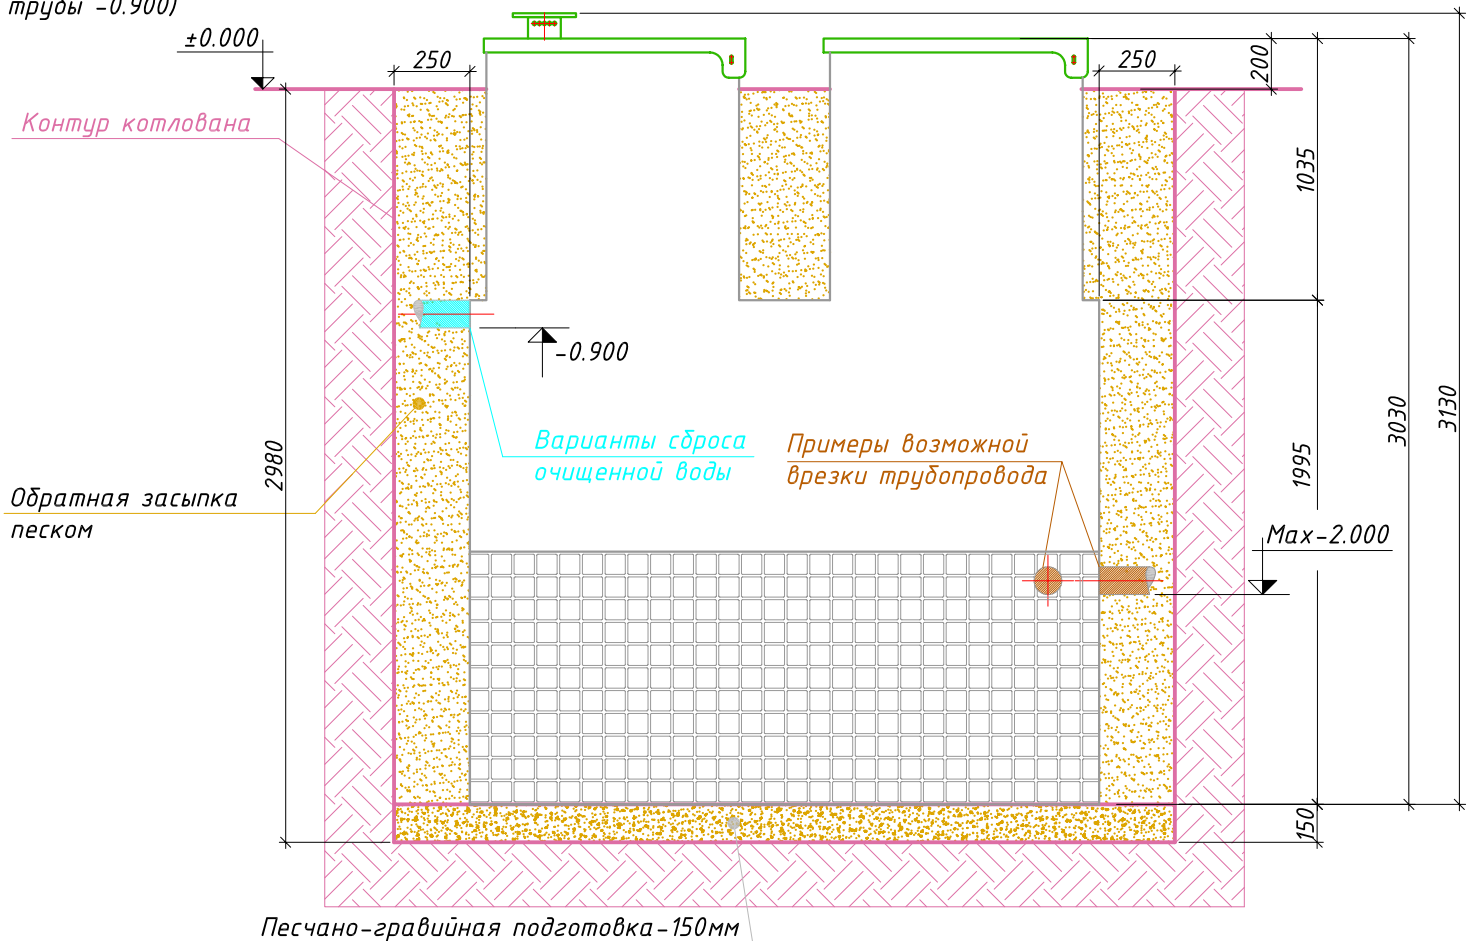 трубы -0.900)
±0.000
250
250
200
Контур котлована
1035
-0.900
3030
3130
Варианты сброса
очищенной воды
Примеры возможной
врезки трубопровода
2980
1995
Обратная засыпка
песком
Max-2.000
150
Песчано-гравийная подготовка-150мм